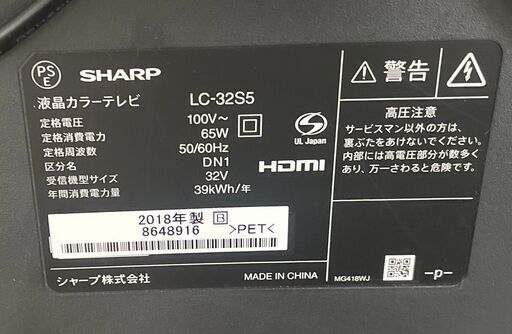 PS
E
SHARP
液晶カラーテレビ LC-32S5
定格電圧 100V～
定格消費電力 65W
定格周波数 50/60Hz
区分名 DN1
受信機型サイズ 32V
年間消費電力量 39kWh/年
S
UL Japan
HDMI
2018年製 B
8648916 >PET<
シャープ株式会社 MADE IN CHINA
警告
高圧注意
サービスマン以外の方は、
裏ぶたをあけないでください。
内部には高電圧部分が数多く
あり、万一さわると危険です。
MG418WJ
-p-